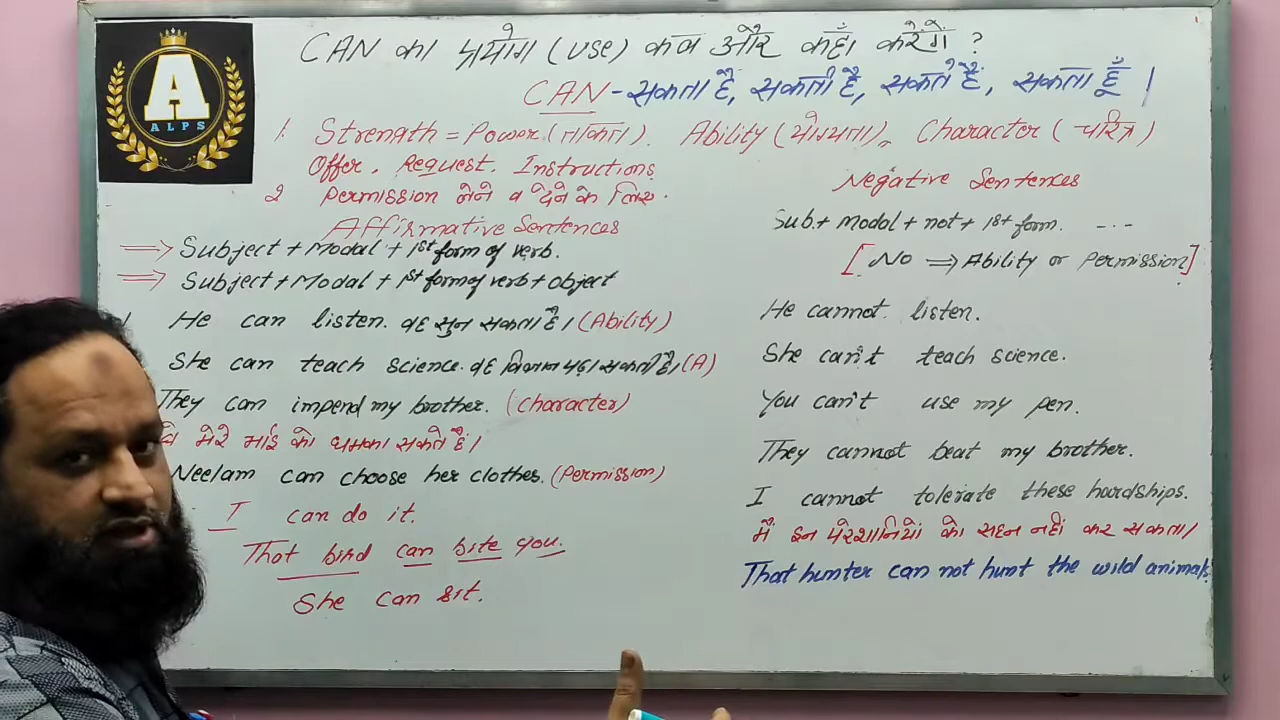 CAN का प्रयोग (USE) कब और कहाँ करेंगे ?
CAN - सकता है, सकती है, सकते हैं, सकता हूँ |
A
ALPS
1. Strength = Power. (ताकत). Ability (योग्यता), Character (चरित्र)
Offer, Request, Instructions
2 Permission लेने व देने के लिए.
Affirmative Sentences
⇒ Subject + Modal + 1st form of verb.
⇒ Subject + Modal + 1st form of verb + object
He can listen. वह सुन सकता है। (Ability)
She can teach science. वह विज्ञान पढ़ा सकती है। (A)
They can impend my brother. (Character)
वे मेरे भाई को धमका सकते हैं।
Neelam can choose her clothes. (Permission)
I can do it.
That bird can bite you.
She can sit.
Negative Sentences
Sub. + Modal + not + 1st form. ...
[No ⇒ Ability or Permission]
He cannot listen.
She can't teach science.
You can't use my pen.
They cannot beat my brother.
I cannot tolerate these hardships.
मैं इन परेशानियों को सहन नहीं कर सकता।
That hunter can not hunt the wild animals.